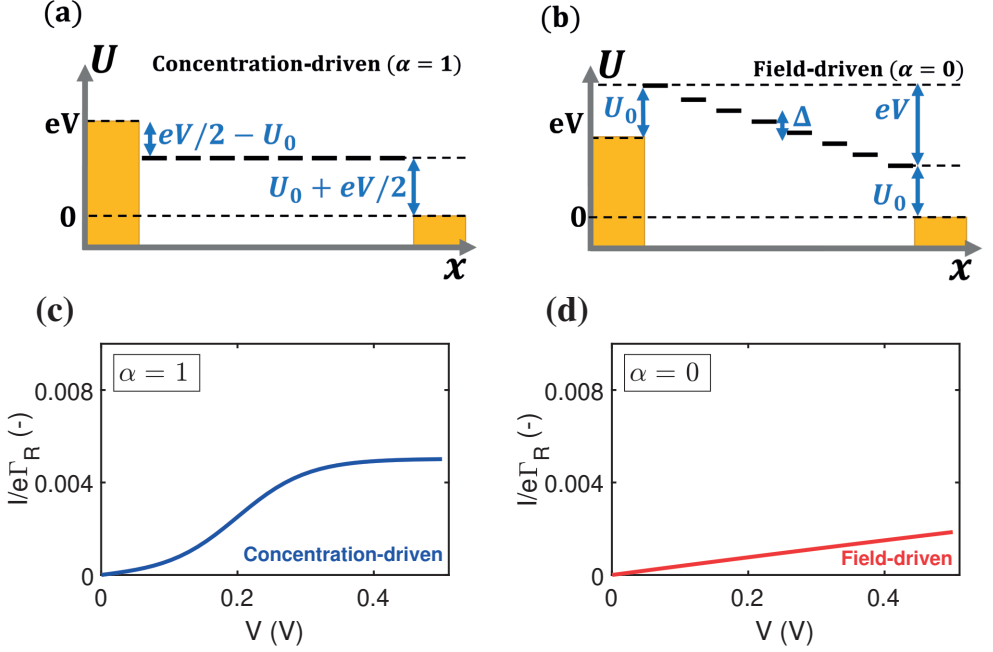 (a)
U
Concentration-driven (α = 1)
eV
eV/2 − U₀
U₀ + eV/2
0
x
(b)
U
Field-driven (α = 0)
U₀
eV
Δ
eV
U₀
0
x
(c)
α = 1
0.008
0.004
0
I/eΓ_R (-)
Concentration-driven
0
0.2
0.4
V (V)
(d)
α = 0
0.008
0.004
0
I/eΓ_R (-)
Field-driven
0
0.2
0.4
V (V)